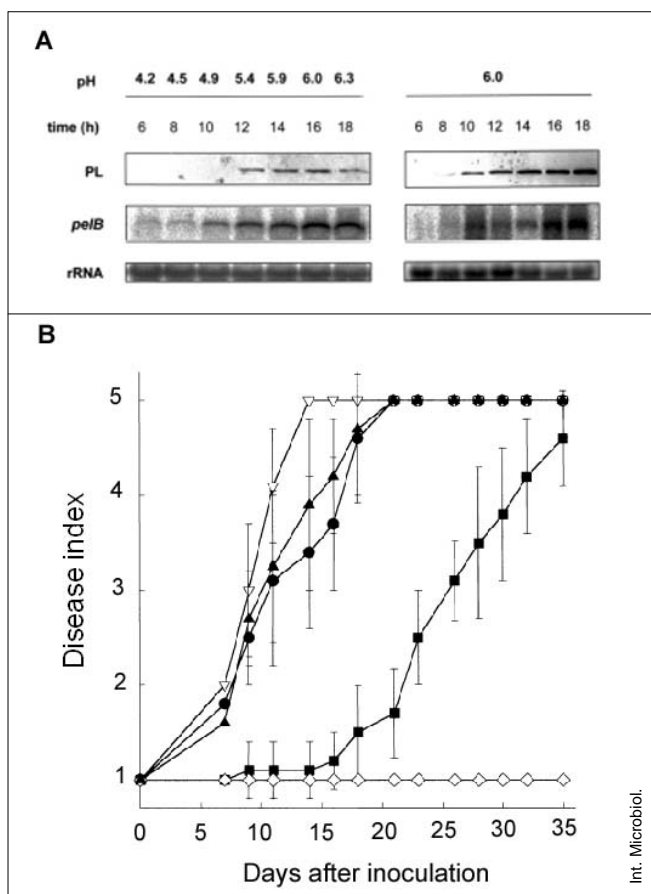 A
pH 4.2 4.5 4.9 5.4 5.9 6.0 6.3 6.0
time (h) 6 8 10 12 14 16 18 6 8 10 12 14 16 18
PL
pelB
rRNA
B
5
4
3
2
1
Disease index
0 5 10 15 20 25 30 35
Days after inoculation
Int. Microbiol.